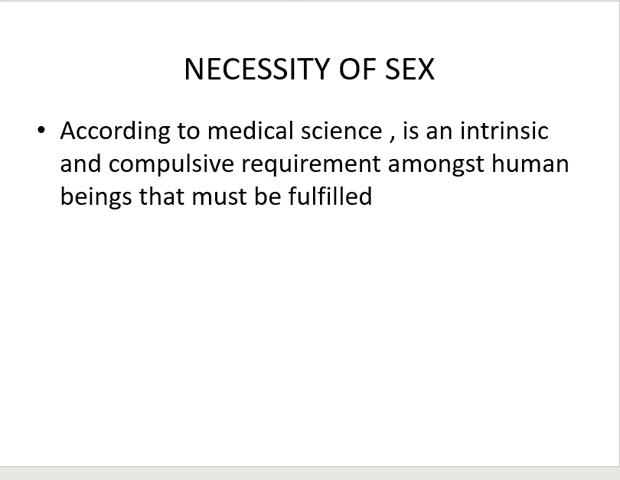 NECESSITY OF SEX
• According to medical science , is an intrinsic
and compulsive requirement amongst human
beings that must be fulfilled